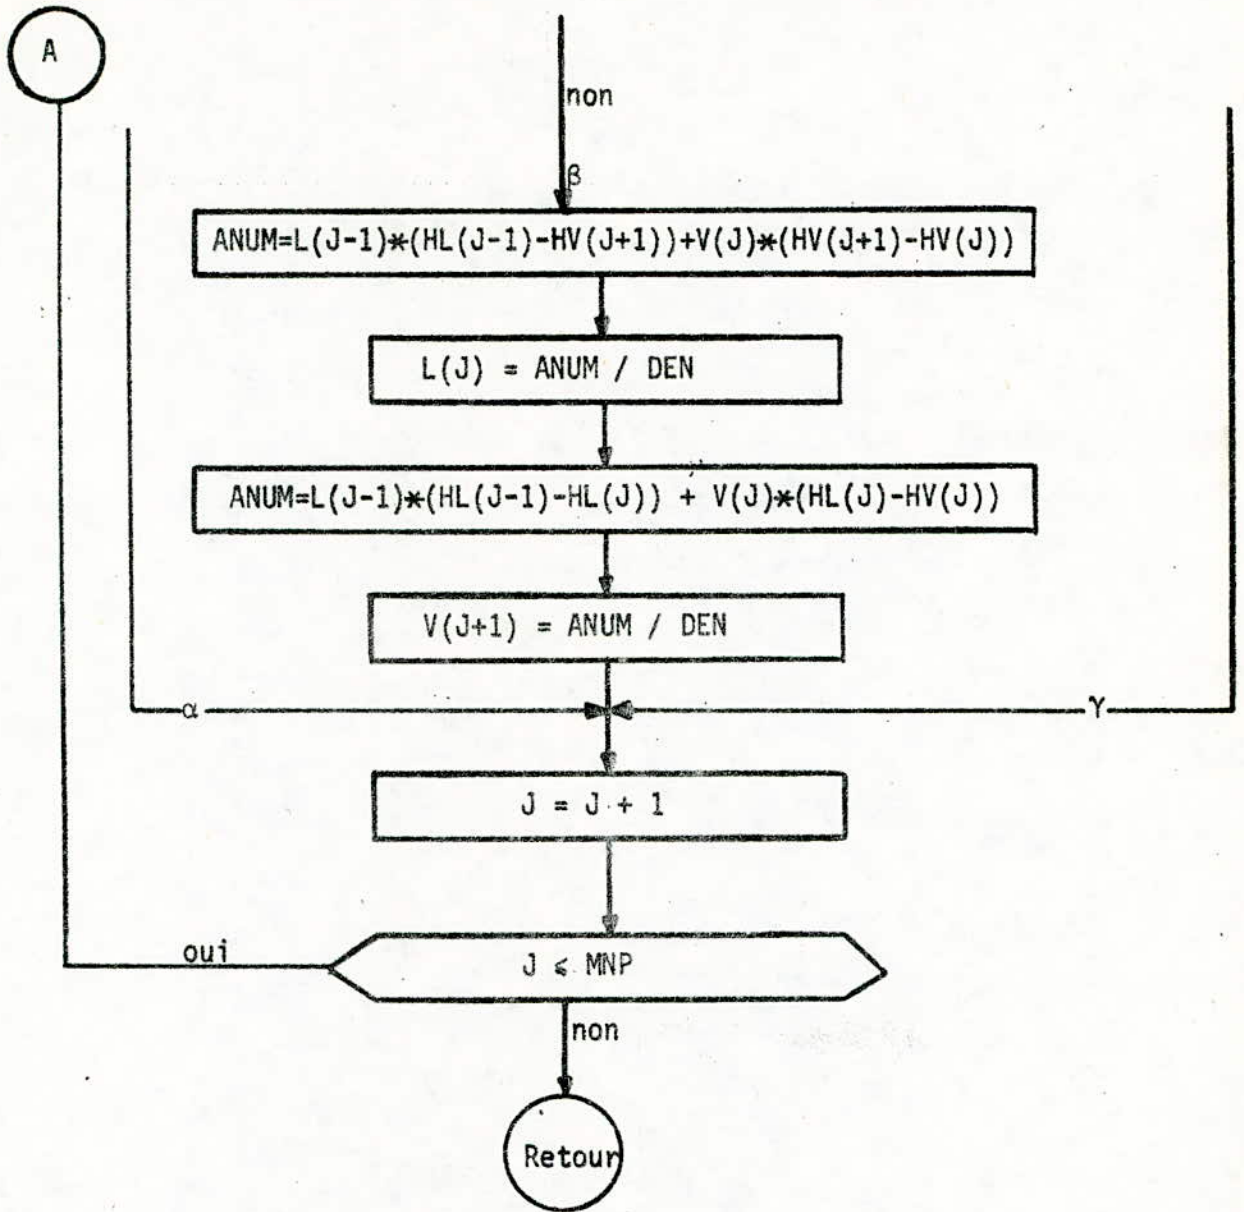 A
non
β
ANUM=L(J-1)*(HL(J-1)-HV(J+1))+V(J)*(HV(J+1)-HV(J))
L(J) = ANUM / DEN
ANUM=L(J-1)*(HL(J-1)-HL(J)) + V(J)*(HL(J)-HV(J))
V(J+1) = ANUM / DEN
α
γ
J = J + 1
oui
J ⩽ MNP
non
Retour